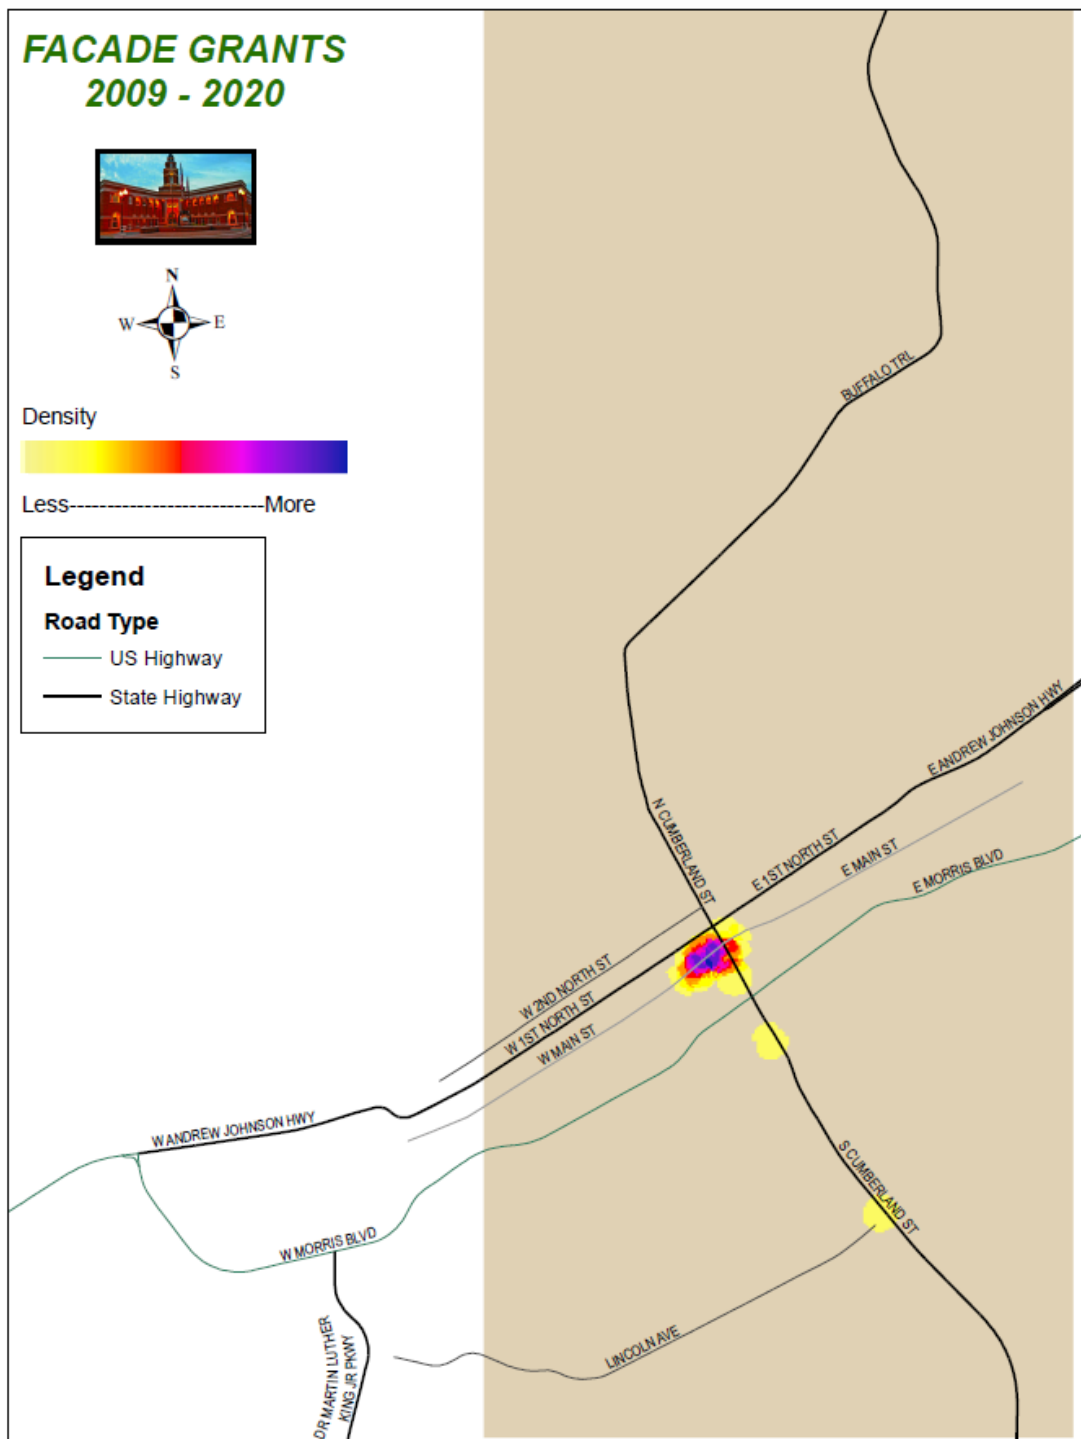 FACADE GRANTS
2009 - 2020
N
W
E
S
Density
Less--------------------------More
Legend
Road Type
US Highway
State Highway
BUFFALO TRL
E ANDREW JOHNSON HWY
N CUMBERLAND ST
E 1ST NORTH ST
E MAIN ST
E MORRIS BLVD
W 2ND NORTH ST
W 1ST NORTH ST
W MAIN ST
W ANDREW JOHNSON HWY
S CUMBERLAND ST
W MORRIS BLVD
LINCOLN AVE
DR MARTIN LUTHER
KING JR PKWY